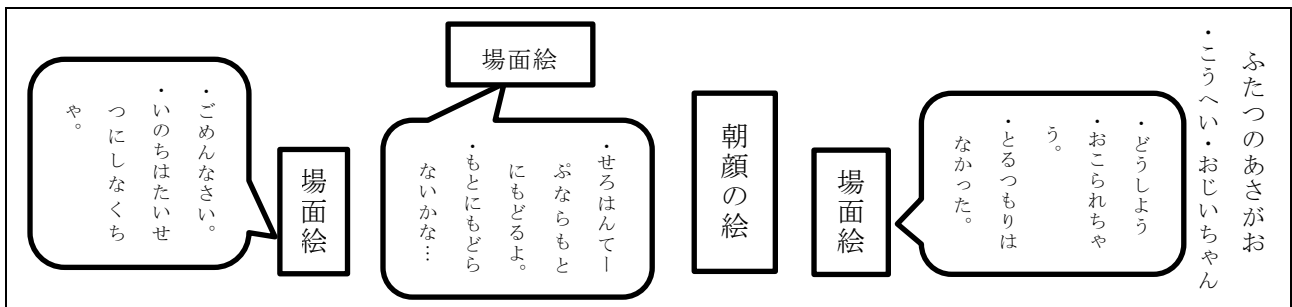 ふたつのあさがお
・こうへい・おじいちゃん
・どうしよう
・おこられちゃ
う。
・とるつもりは
なかった。
場面絵
朝顔の絵
場面絵
・せろはんてー
ぷならもと
にもどるよ。
・もとにもどら
ないかな…
場面絵
・ごめんなさい。
・いのちはたいせ
つにしなくち
ゃ。